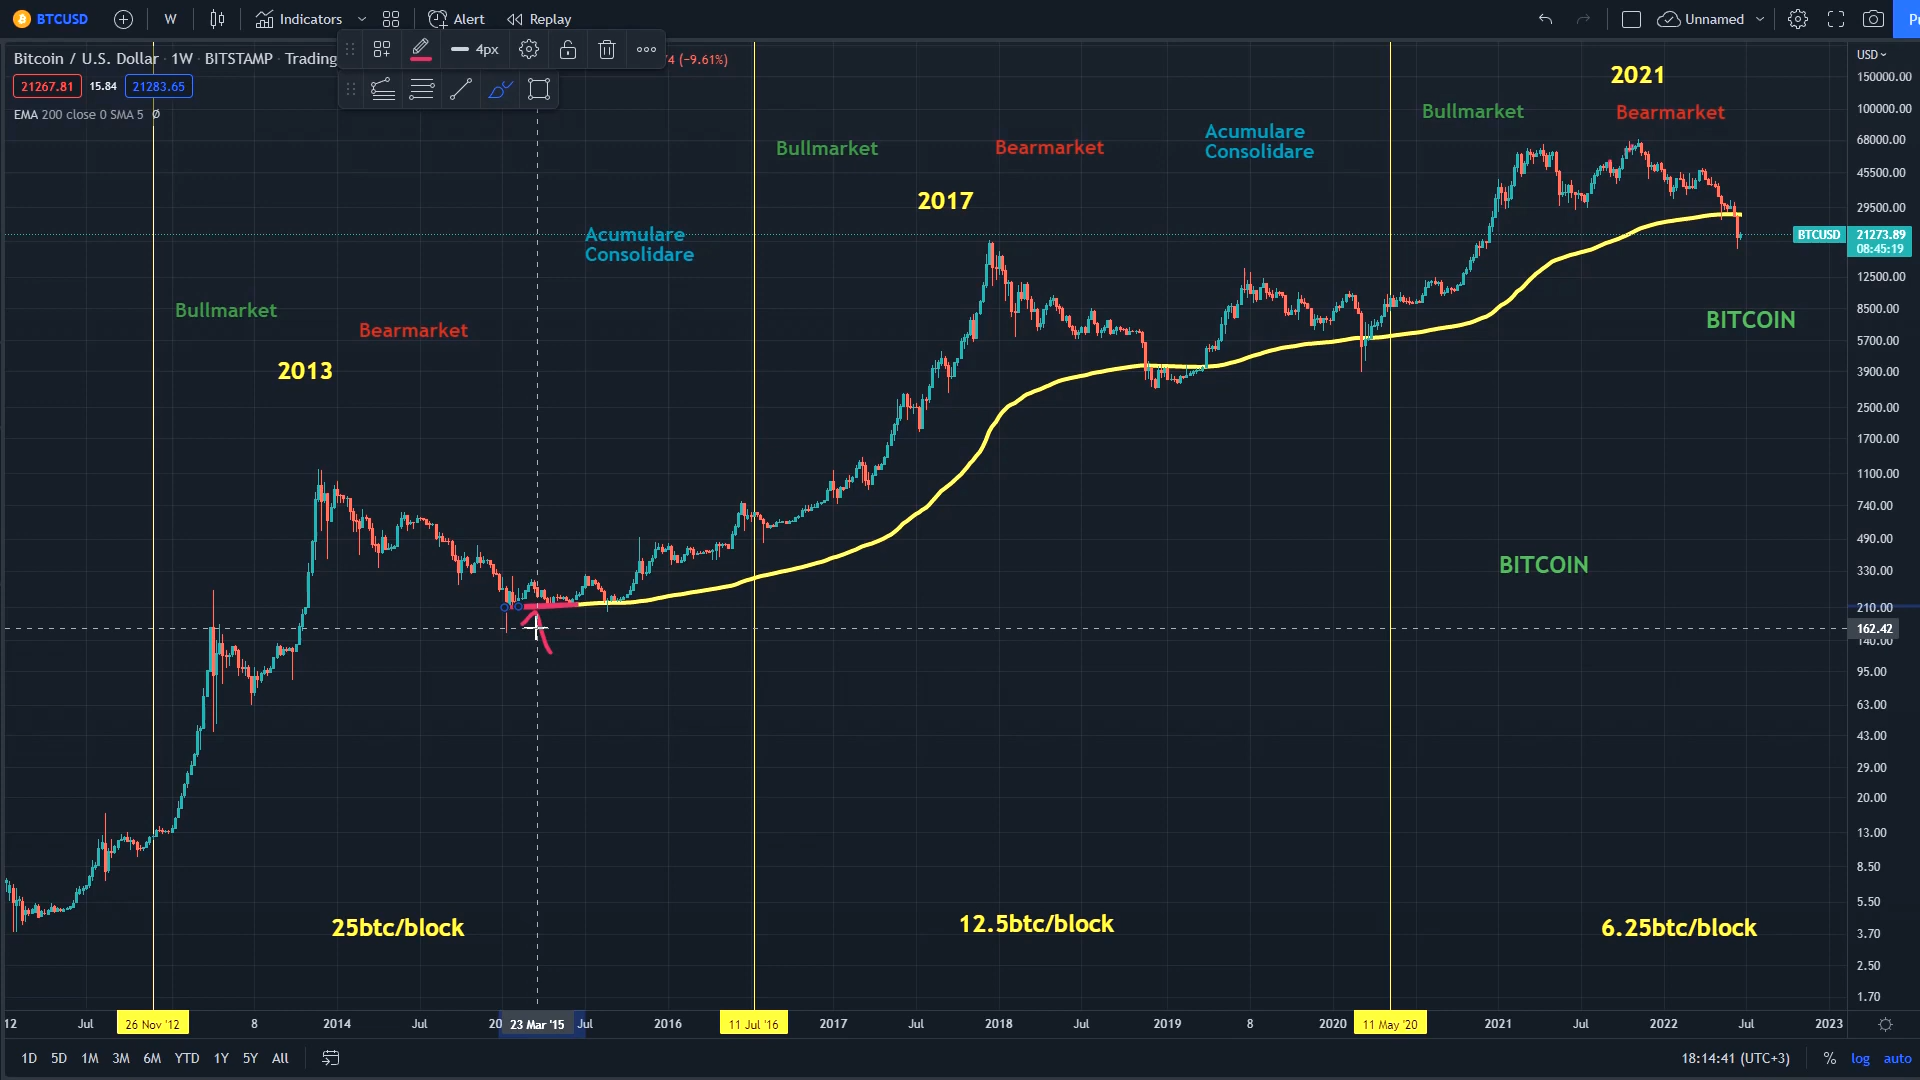 BTCUSD
W
Indicators
Alert
Replay
Unnamed
4px
Bitcoin / U.S. Dollar · 1W · BITSTAMP · Trading
(−9.61%)
21267.81
15.84
21283.65
EMA 200 close 0 SMA 5 Ø
USD
150000.00
100000.00
68000.00
45500.00
29500.00
BTCUSD
21273.89
08:45:19
12500.00
8500.00
5700.00
3900.00
2500.00
1700.00
1100.00
740.00
490.00
330.00
210.00
162.42
140.00
95.00
63.00
43.00
29.00
20.00
13.00
8.50
5.50
3.70
2.50
1.70
2021
Bullmarket
Bearmarket
Acumulare
Consolidare
Bullmarket
Bearmarket
2017
Acumulare
Consolidare
Bullmarket
Bearmarket
2013
BITCOIN
BITCOIN
25btc/block
12.5btc/block
6.25btc/block
12
Jul
26 Nov '12
8
2014
Jul
20
23 Mar '15
Jul
2016
11 Jul '16
2017
Jul
2018
Jul
2019
8
2020
11 May '20
2021
Jul
2022
Jul
2023
1D
5D
1M
3M
6M
YTD
1Y
5Y
All
18:14:41 (UTC+3)
%
log
auto